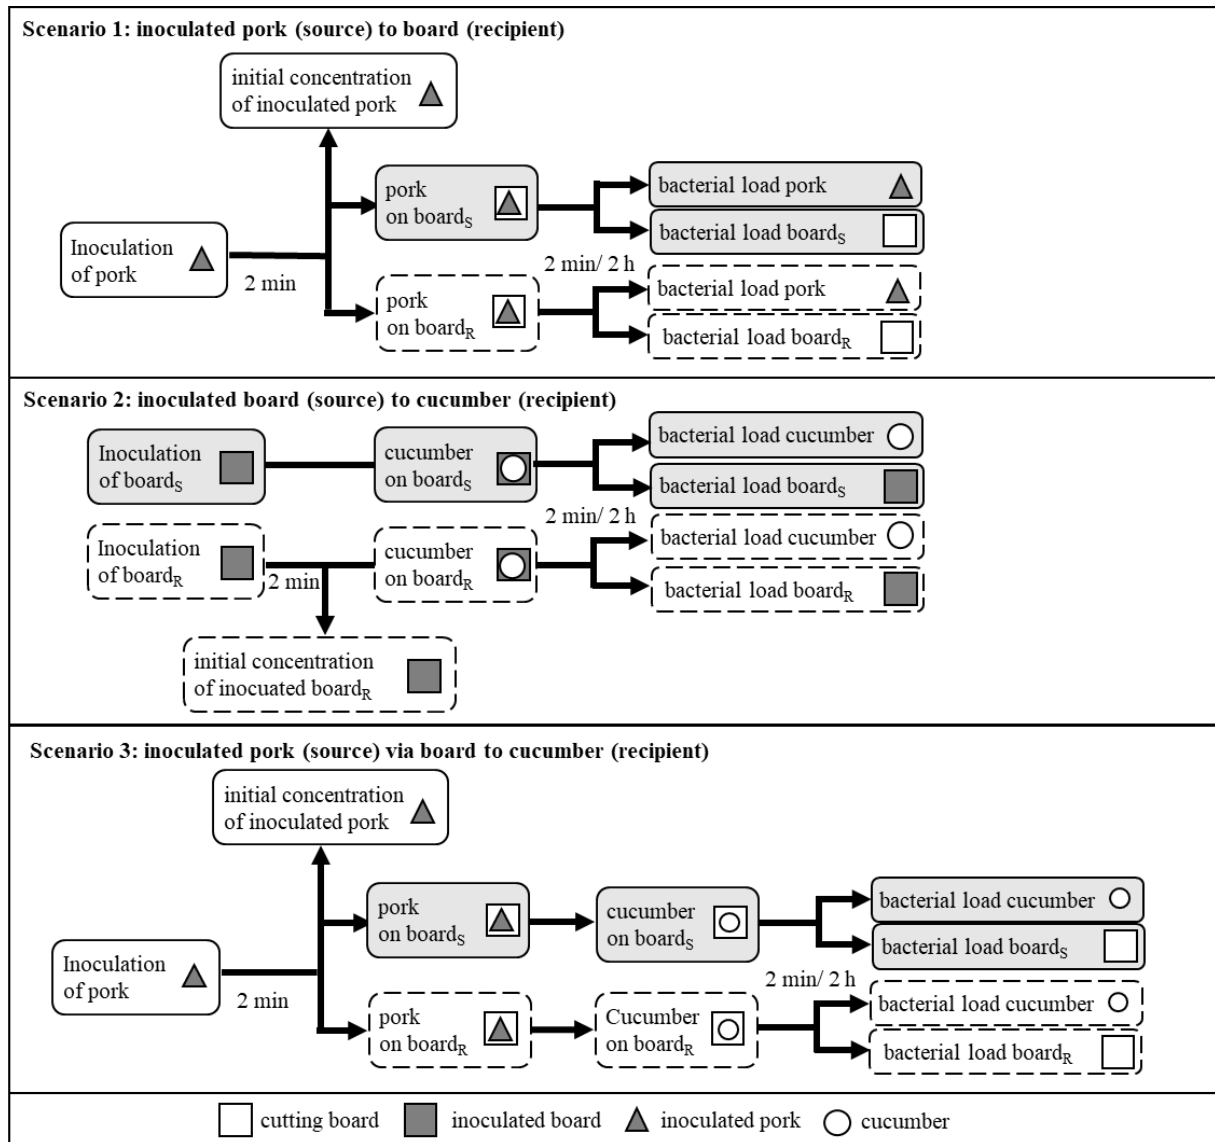 Scenario 1: inoculated pork (source) to board (recipient)
initial concentration
of inoculated pork
pork
on boardS
bacterial load pork
bacterial load boardS
Inoculation
of pork
2 min
2 min/ 2 h
pork
on boardR
bacterial load pork
bacterial load boardR
Scenario 2: inoculated board (source) to cucumber (recipient)
Inoculation
of boardS
cucumber
on boardS
bacterial load cucumber
bacterial load boardS
2 min/ 2 h
Inoculation
of boardR
2 min
cucumber
on boardR
bacterial load cucumber
bacterial load boardR
initial concentration
of inocuated boardR
Scenario 3: inoculated pork (source) via board to cucumber (recipient)
initial concentration
of inoculated pork
pork
on boardS
cucumber
on boardS
bacterial load cucumber
bacterial load boardS
Inoculation
of pork
2 min
2 min/ 2 h
pork
on boardR
Cucumber
on boardR
bacterial load cucumber
bacterial load boardR
cutting board
inoculated board
inoculated pork
cucumber